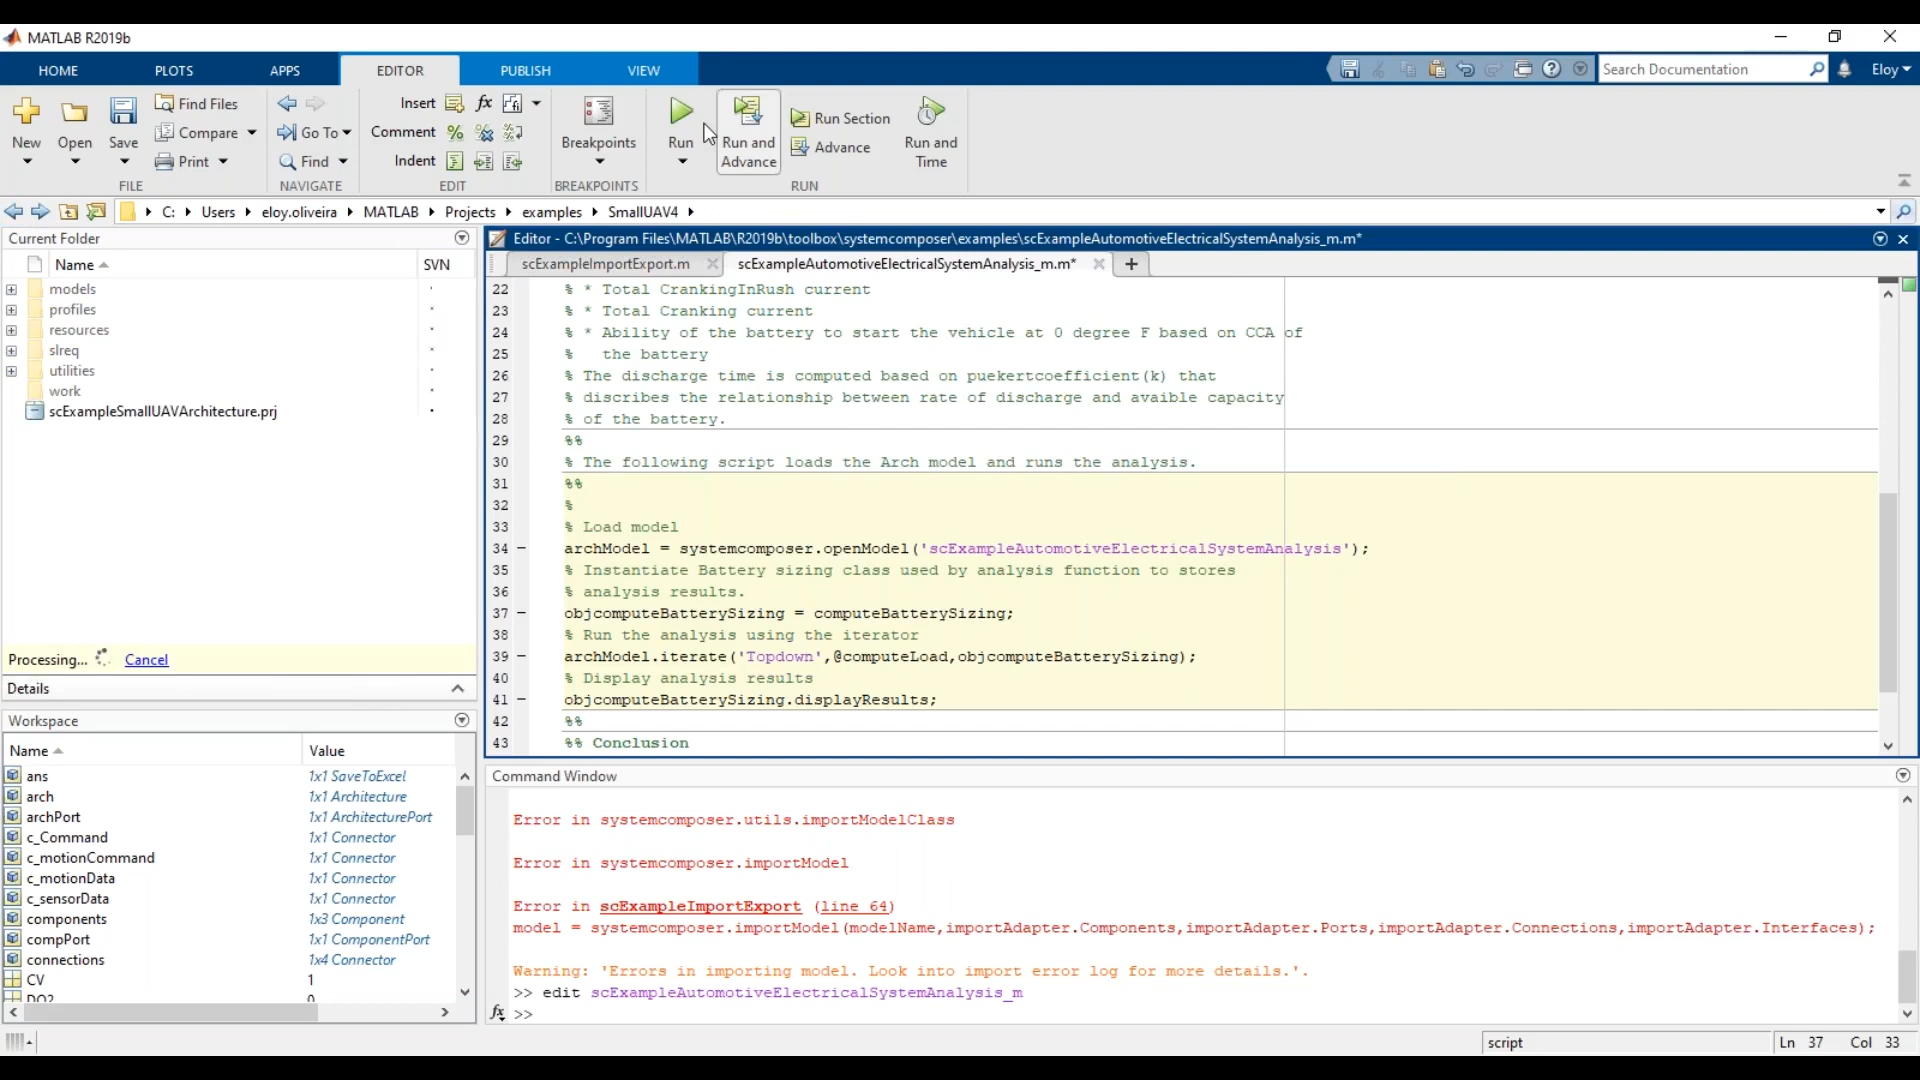 MATLAB R2019b
HOME PLOTS APPS EDITOR PUBLISH VIEW
Search Documentation
Eloy
New
Open
Save
Find Files
Compare
Print
FILE
Go To
Find
NAVIGATE
Insert
Comment
Indent
EDIT
Breakpoints
BREAKPOINTS
Run
Run and
Advance
Run Section
Advance
Run and
Time
RUN
C: Users eloy.oliveira MATLAB Projects examples SmallUAV4
Current Folder
Name SVN
models
profiles
resources
slreq
utilities
work
scExampleSmallUAVArchitecture.prj
Processing... Cancel
Details
Workspace
Name Value
ans 1x1 SaveToExcel
arch 1x1 Architecture
archPort 1x1 ArchitecturePort
c_Command 1x1 Connector
c_motionCommand 1x1 Connector
c_motionData 1x1 Connector
c_sensorData 1x1 Connector
components 1x3 Component
compPort 1x1 ComponentPort
connections 1x4 Connector
CV 1
Editor - C:\Program Files\MATLAB\R2019b\toolbox\systemcomposer\examples\scExampleAutomotiveElectricalSystemAnalysis_m.m*
scExampleImportExport.m scExampleAutomotiveElectricalSystemAnalysis_m.m*
22 % * Total CrankingInRush current
23 % * Total Cranking current
24 % * Ability of the battery to start the vehicle at 0 degree F based on CCA of
25 % the battery
26 % The discharge time is computed based on puekertcoefficient(k) that
27 % discribes the relationship between rate of discharge and avaible capacity
28 % of the battery.
29 %%
30 % The following script loads the Arch model and runs the analysis.
31 %%
32 %
33 % Load model
34 - archModel = systemcomposer.openModel('scExampleAutomotiveElectricalSystemAnalysis');
35 % Instantiate Battery sizing class used by analysis function to stores
36 % analysis results.
37 - objcomputeBatterySizing = computeBatterySizing;
38 % Run the analysis using the iterator
39 - archModel.iterate('Topdown',@computeLoad,objcomputeBatterySizing);
40 % Display analysis results
41 - objcomputeBatterySizing.displayResults;
42 %%
43 %% Conclusion
Command Window
Error in systemcomposer.utils.importModelClass
Error in systemcomposer.importModel
Error in scExampleImportExport (line 64)
model = systemcomposer.importModel(modelName,importAdapter.Components,importAdapter.Ports,importAdapter.Connections,importAdapter.Interfaces);
Warning: 'Errors in importing model. Look into import error log for more details.'.
>> edit scExampleAutomotiveElectricalSystemAnalysis_m
fx >>
script Ln 37 Col 33